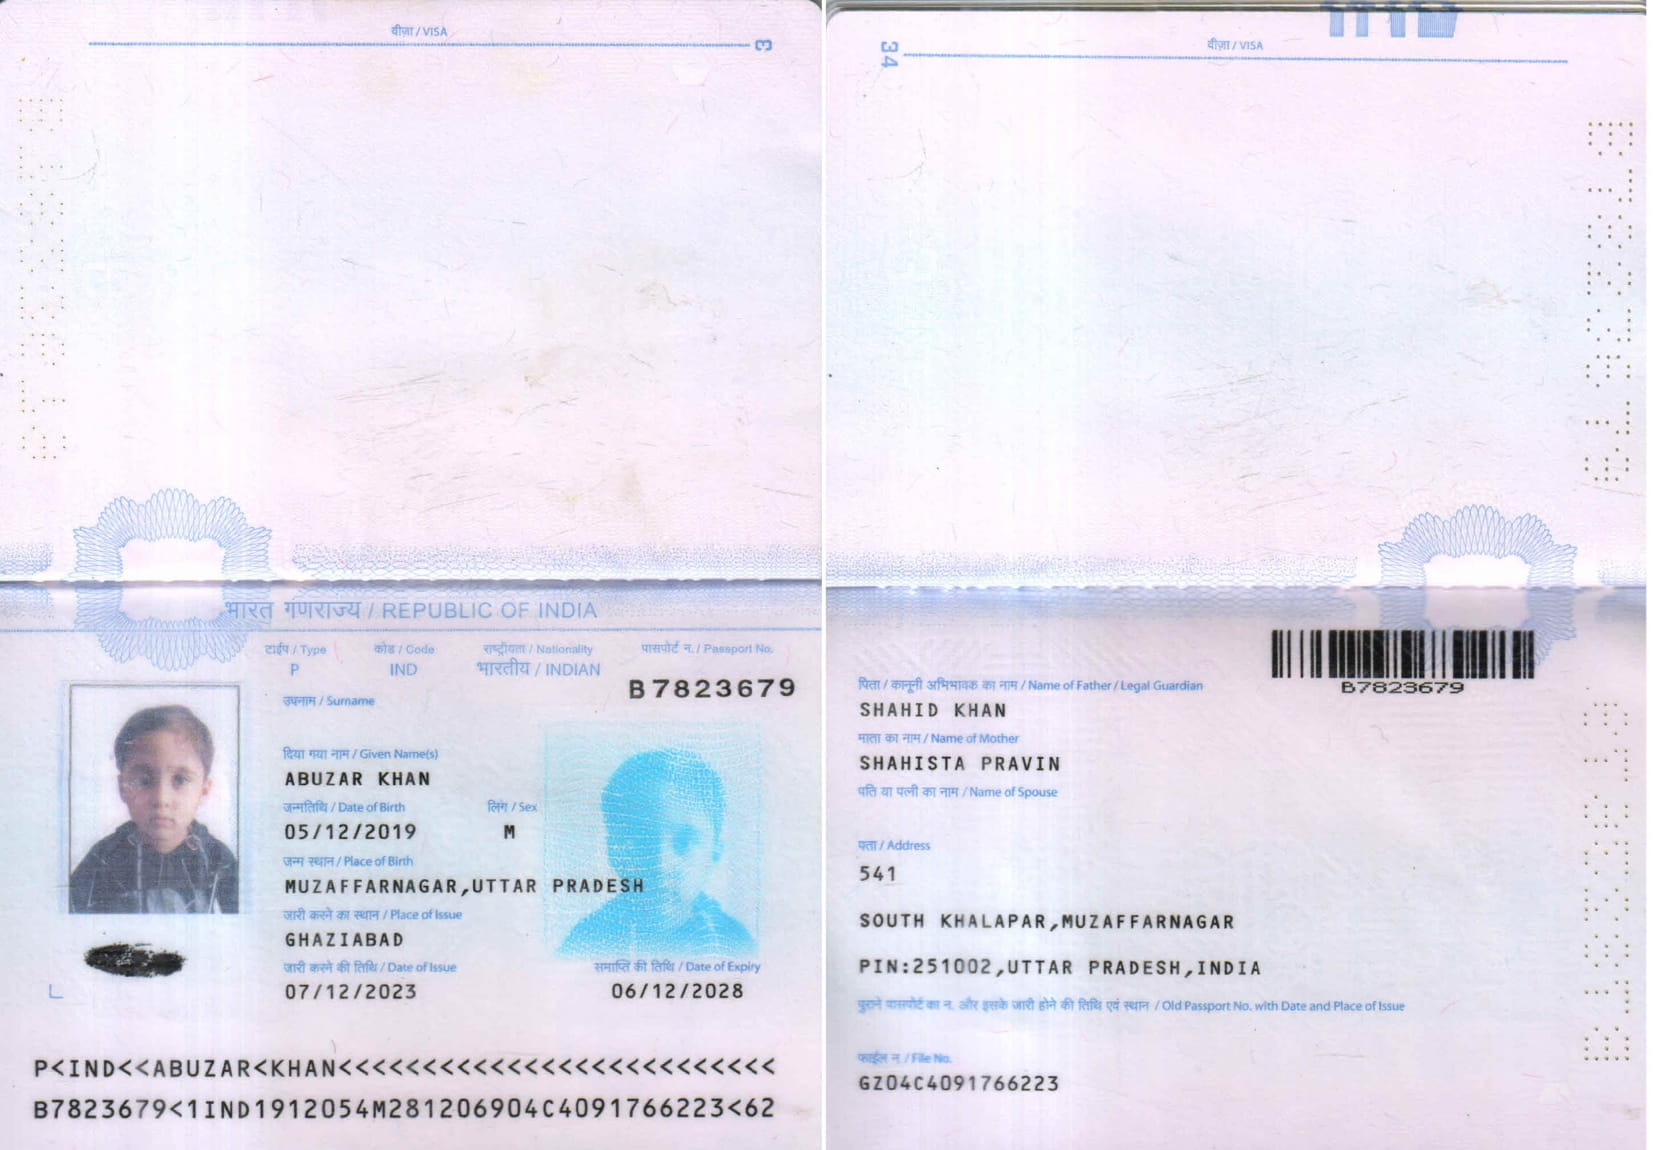 वीज़ा / VISA
3
भारत गणराज्य / REPUBLIC OF INDIA
टाईप / Type
कोड / Code
राष्ट्रीयता / Nationality
पासपोर्ट न. / Passport No.
P
IND
भारतीय / INDIAN
B7823679
उपनाम / Surname
दिया गया नाम / Given Name(s)
ABUZAR KHAN
जन्मतिथि / Date of Birth
लिंग / Sex
05/12/2019
M
जन्म स्थान / Place of Birth
MUZAFFARNAGAR,UTTAR PRADESH
जारी करने का स्थान / Place of Issue
GHAZIABAD
जारी करने की तिथि / Date of Issue
समाप्ति की तिथि / Date of Expiry
07/12/2023
06/12/2028
P<IND<<ABUZAR<KHAN<<<<<<<<<<<<<<<<<<<<<<<<<<
B7823679<1IND1912054M281206904C4091766223<62
34
वीज़ा / VISA
B7823679
पिता / कानूनी अभिभावक का नाम / Name of Father / Legal Guardian
SHAHID KHAN
माता का नाम / Name of Mother
SHAHISTA PRAVIN
पति या पत्नी का नाम / Name of Spouse
पता / Address
541
SOUTH KHALAPAR,MUZAFFARNAGAR
PIN:251002,UTTAR PRADESH,INDIA
पुराने पासपोर्ट का न. और इसके जारी होने की तिथि एवं स्थान / Old Passport No. with Date and Place of Issue
फाईल न / File No.
GZ04C4091766223
B7823679